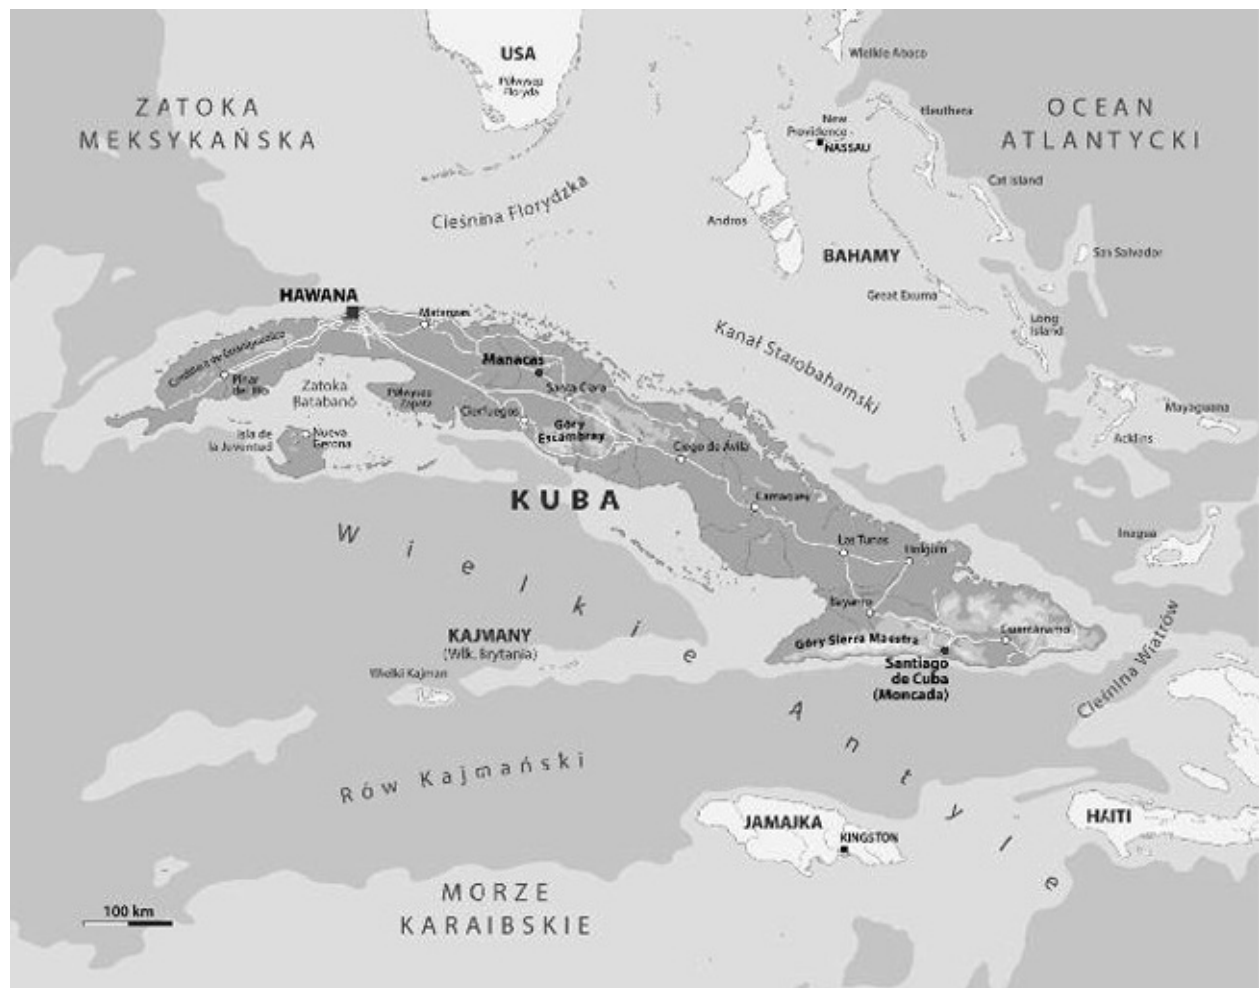 USA
Półwysep
Floryda
Wielkie Abaco
ZATOKA
MEKSYKAŃSKA
OCEAN
ATLANTYCKI
Eleuthera
New
Providence
NASSAU
Cat Island
Cieśnina Florydzka
Andros
BAHAMY
San Salvador
Great Exuma
HAWANA
Matanzas
Long
Island
Kanał Starobahamski
Manacas
Pinar
del Rio
Zatoka
Batabanó
Półwysep
Zapata
Santa Clara
Cienfuegos
Góry
Escambray
Mayaguana
Acklins
Isla de
la Juventud
Nueva
Gerona
Ciego de Ávila
KUBA
Camagüey
Wielkie Antyle
Las Tunas
Holguín
Inagua
Bayamo
KAJMANY
(Wlk. Brytania)
Góry Sierra Maestra
Guantánamo
Cieśnina Wiatrów
Wielki Kajman
Santiago
de Cuba
(Moncada)
Rów Kajmański
JAMAJKA
KINGSTON
HAITI
MORZE
KARAIBSKIE
100 km